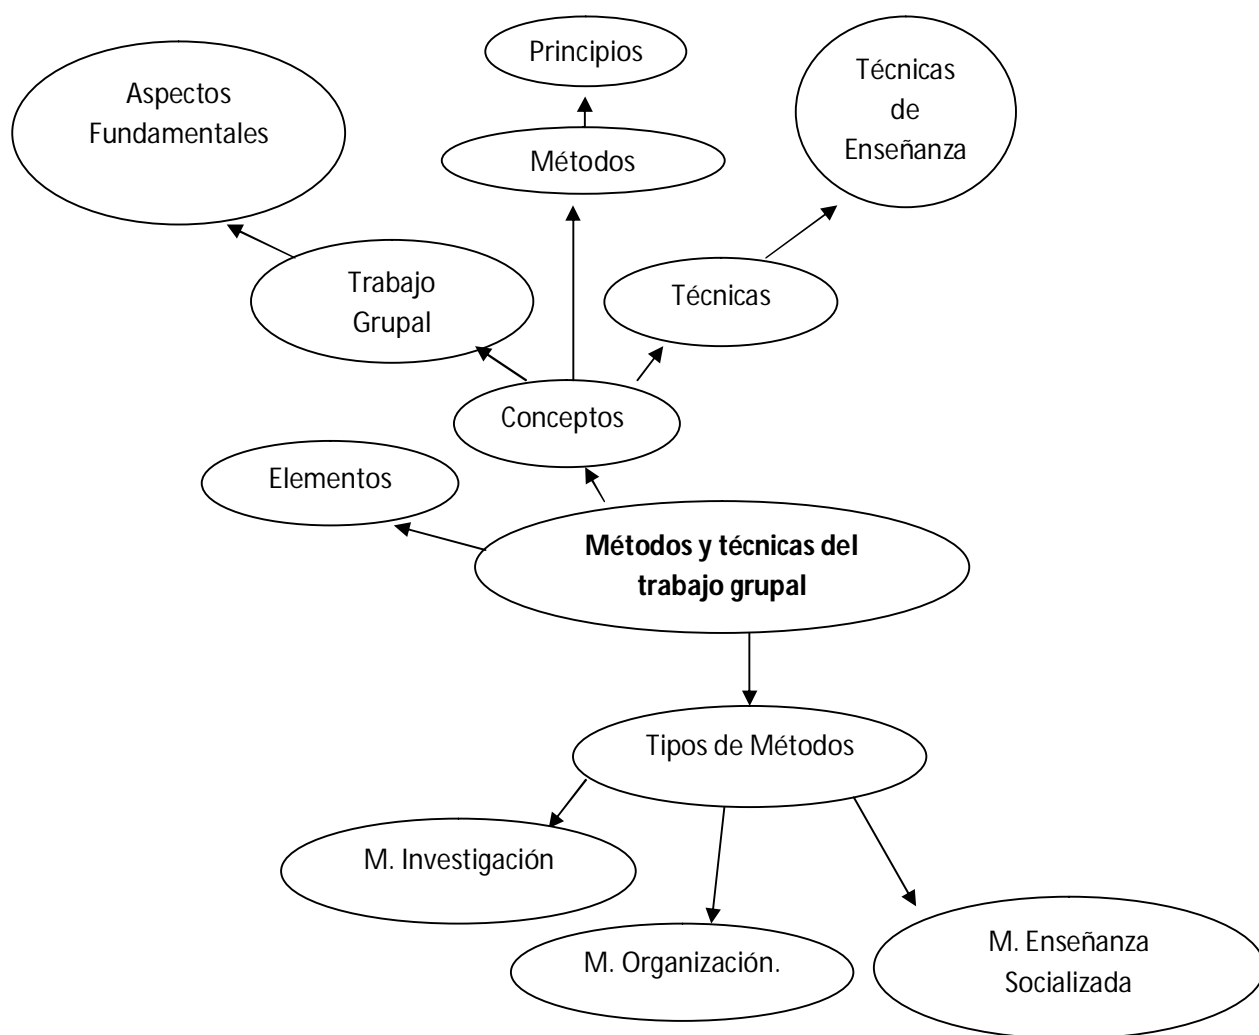 Principios
Técnicas
de
Enseñanza
Aspectos
Fundamentales
Métodos
Trabajo
Grupal
Técnicas
Conceptos
Elementos
Métodos y técnicas del
trabajo grupal
Tipos de Métodos
M. Investigación
M. Organización.
M. Enseñanza
Socializada